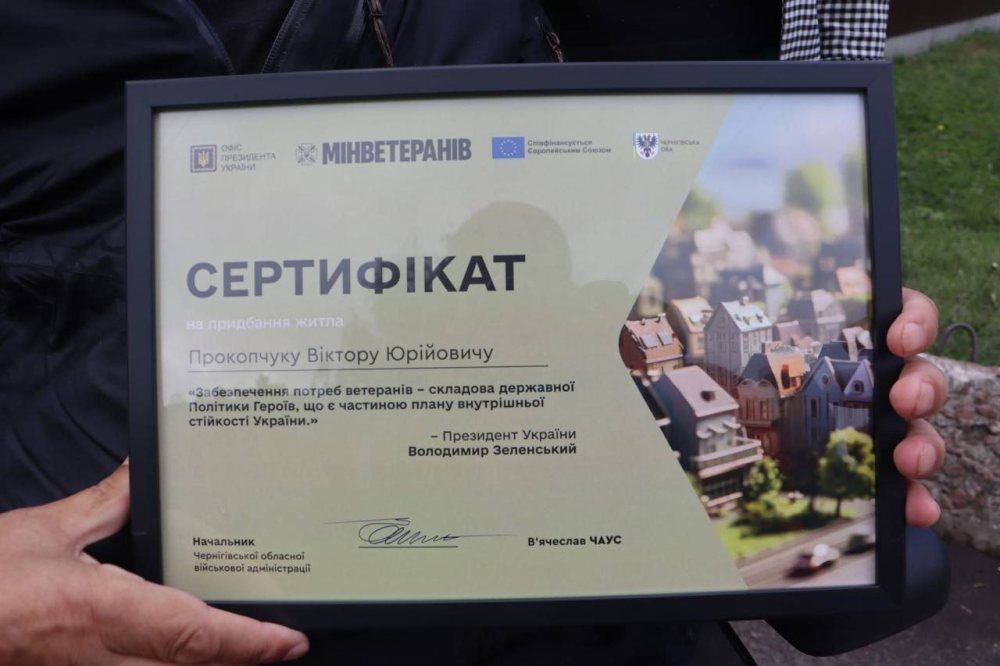 ОФІС
ПРЕЗИДЕНТА
УКРАЇНИ
МІНВЕТЕРАНІВ
Співфінансується
Європейським Союзом
ЧЕРНІГІВСЬКА
ОВА
СЕРТИФІКАТ
на придбання житла
Прокопчуку Віктору Юрійовичу
«Забезпечення потреб ветеранів – складова державної
Політики Героїв, що є частиною плану внутрішньої
стійкості України.»
– Президент України
Володимир Зеленський
Начальник
Чернігівської обласної
військової адміністрації
В'ячеслав ЧАУС